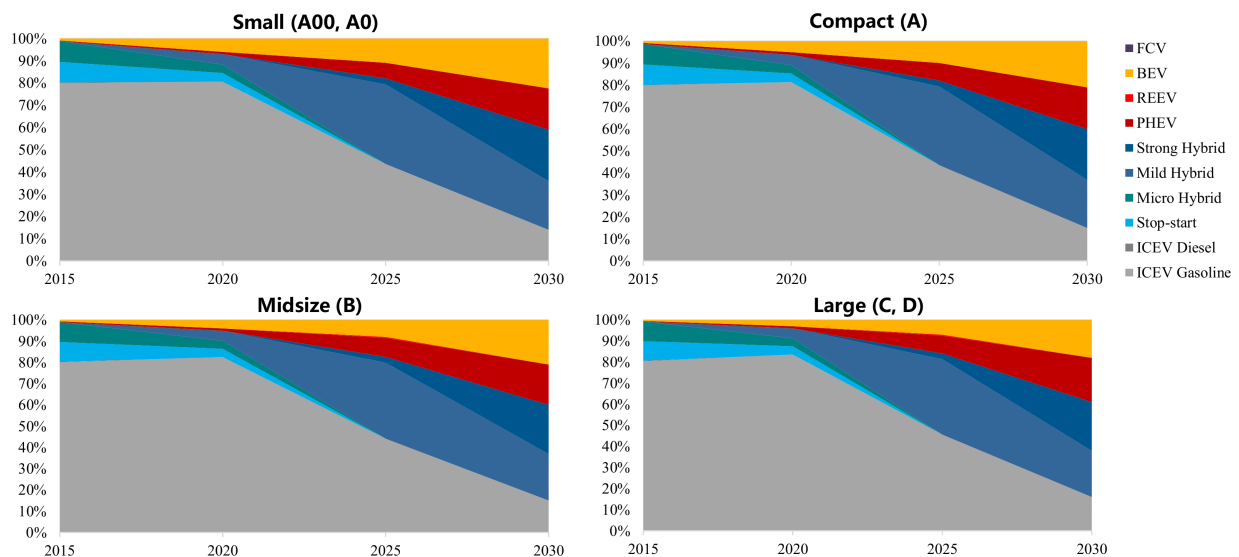 Small (A00, A0)
100%
90%
80%
70%
60%
50%
40%
30%
20%
10%
0%
2015 2020 2025 2030
Compact (A)
100%
90%
80%
70%
60%
50%
40%
30%
20%
10%
0%
2015 2020 2025 2030
FCV
BEV
REEV
PHEV
Strong Hybrid
Mild Hybrid
Micro Hybrid
Stop-start
ICEV Diesel
ICEV Gasoline
Midsize (B)
100%
90%
80%
70%
60%
50%
40%
30%
20%
10%
0%
2015 2020 2025 2030
Large (C, D)
100%
90%
80%
70%
60%
50%
40%
30%
20%
10%
0%
2015 2020 2025 2030